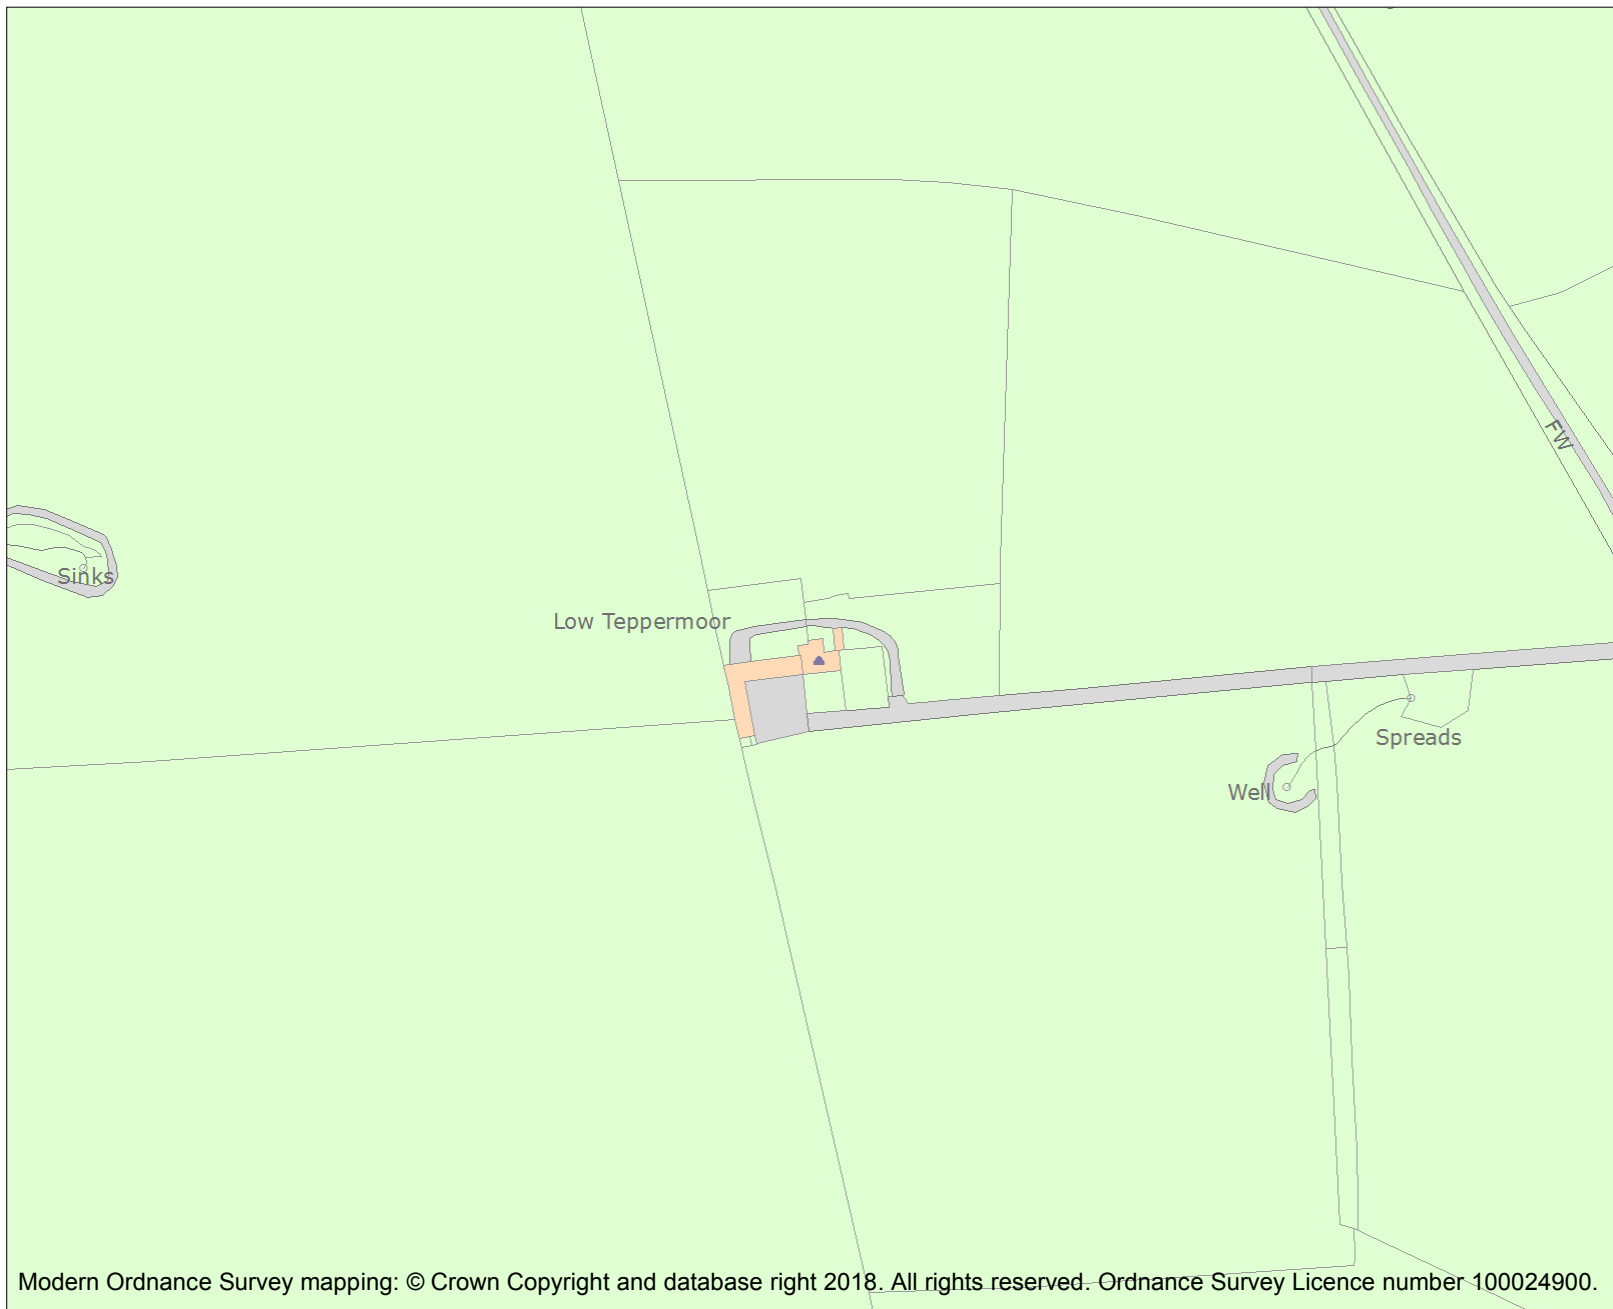 FW
Sinks
Low Teppermoor
Spreads
Well
Modern Ordnance Survey mapping: © Crown Copyright and database right 2018. All rights reserved. Ordnance Survey Licence number 100024900.